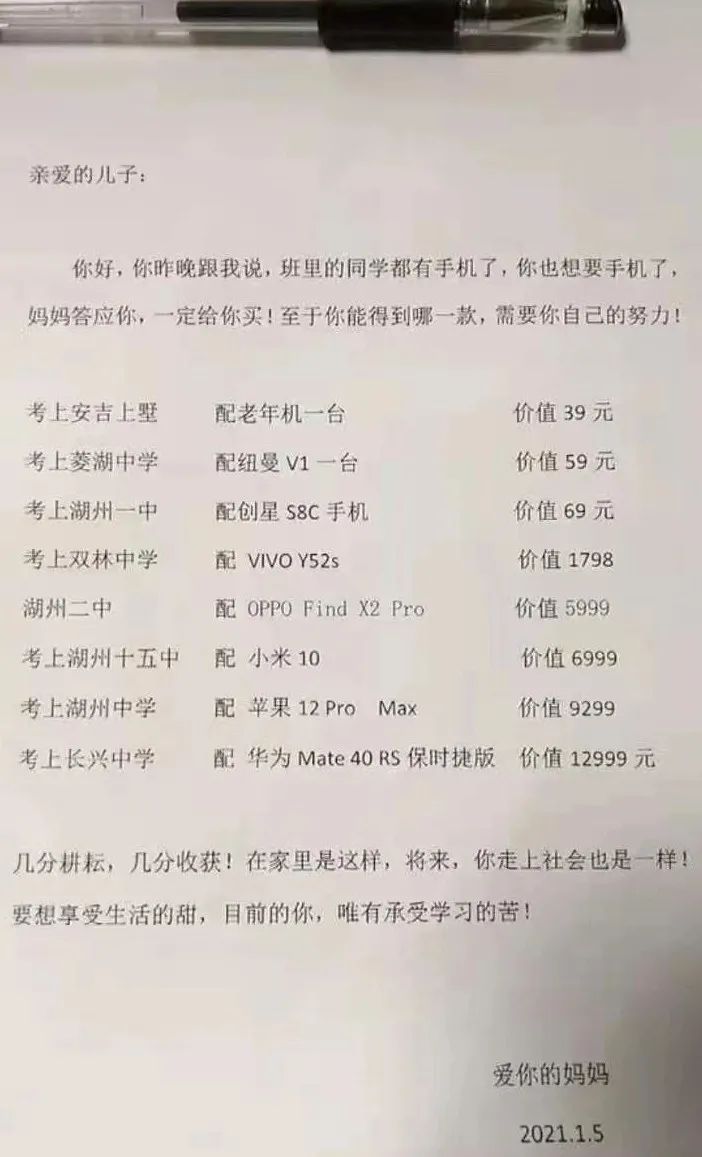 亲爱的儿子：
你好，你昨晚跟我说，班里的同学都有手机了，你也想要手机了，
妈妈答应你，一定给你买！至于你能得到哪一款，需要你自己的努力！
考上安吉上墅 配老年机一台 价值 39 元
考上菱湖中学 配纽曼 V1 一台 价值 59 元
考上湖州一中 配创星 S8C 手机 价值 69 元
考上双林中学 配 VIVO Y52s 价值 1798
湖州二中 配 OPPO Find X2 Pro 价值 5999
考上湖州十五中 配 小米 10 价值 6999
考上湖州中学 配 苹果 12 Pro Max 价值 9299
考上长兴中学 配 华为 Mate 40 RS 保时捷版 价值 12999 元
几分耕耘，几分收获！在家里是这样，将来，你走上社会也是一样！
要想享受生活的甜，目前的你，唯有承受学习的苦！
爱你的妈妈
2021.1.5